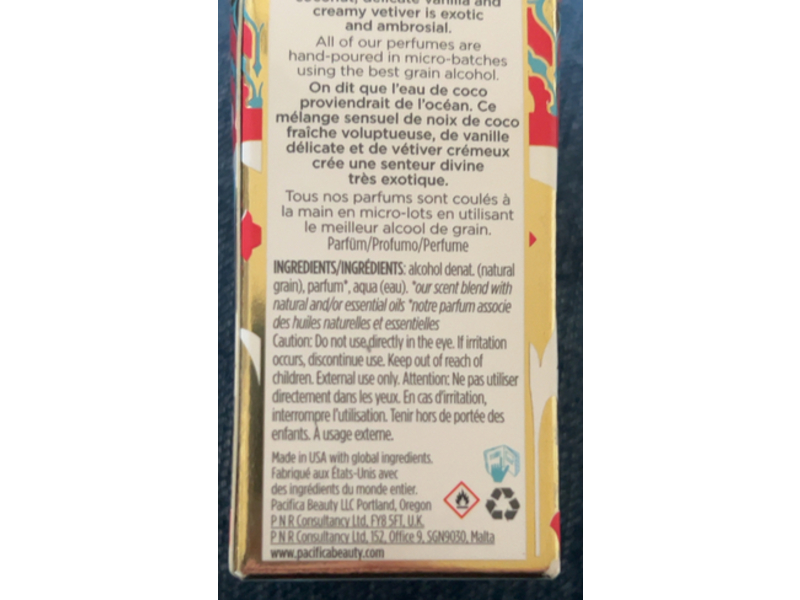 coconut, delicate vanilla and
creamy vetiver is exotic
and ambrosial.
All of our perfumes are
hand-poured in micro-batches
using the best grain alcohol.
On dit que l'eau de coco
proviendrait de l'océan. Ce
mélange sensuel de noix de coco
fraîche voluptueuse, de vanille
délicate et de vétiver crémeux
crée une senteur divine
très exotique.
Tous nos parfums sont coulés à
la main en micro-lots en utilisant
le meilleur alcool de grain.
Parfüm/Profumo/Perfume
INGREDIENTS/INGRÉDIENTS: alcohol denat. (natural
grain), parfum*, aqua (eau). *our scent blend with
natural and/or essential oils *notre parfum associe
des huiles naturelles et essentielles
Caution: Do not use directly in the eye. If irritation
occurs, discontinue use. Keep out of reach of
children. External use only. Attention: Ne pas utiliser
directement dans les yeux. En cas d'irritation,
interrompre l'utilisation. Tenir hors de portée des
enfants. À usage externe.
Made in USA with global ingredients.
Fabriqué aux États-Unis avec
des ingrédients du monde entier.
Pacifica Beauty LLC Portland, Oregon
P N R Consultancy Ltd, FY8 5FT, U.K.
P N R Consultancy Ltd, 152, Office 9, SGN9030, Malta
www.pacificabeauty.com